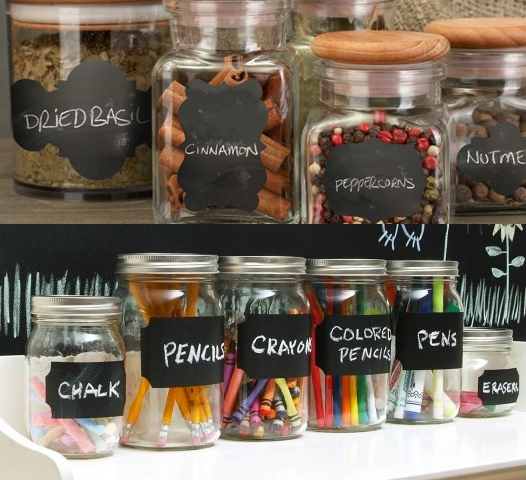 DRIED BASIL
CINNAMON
PEPPERCORNS
NUTME
CHALK
PENCILS
CRAYONS
COLORED
PENCILS
PENS
ERASERS